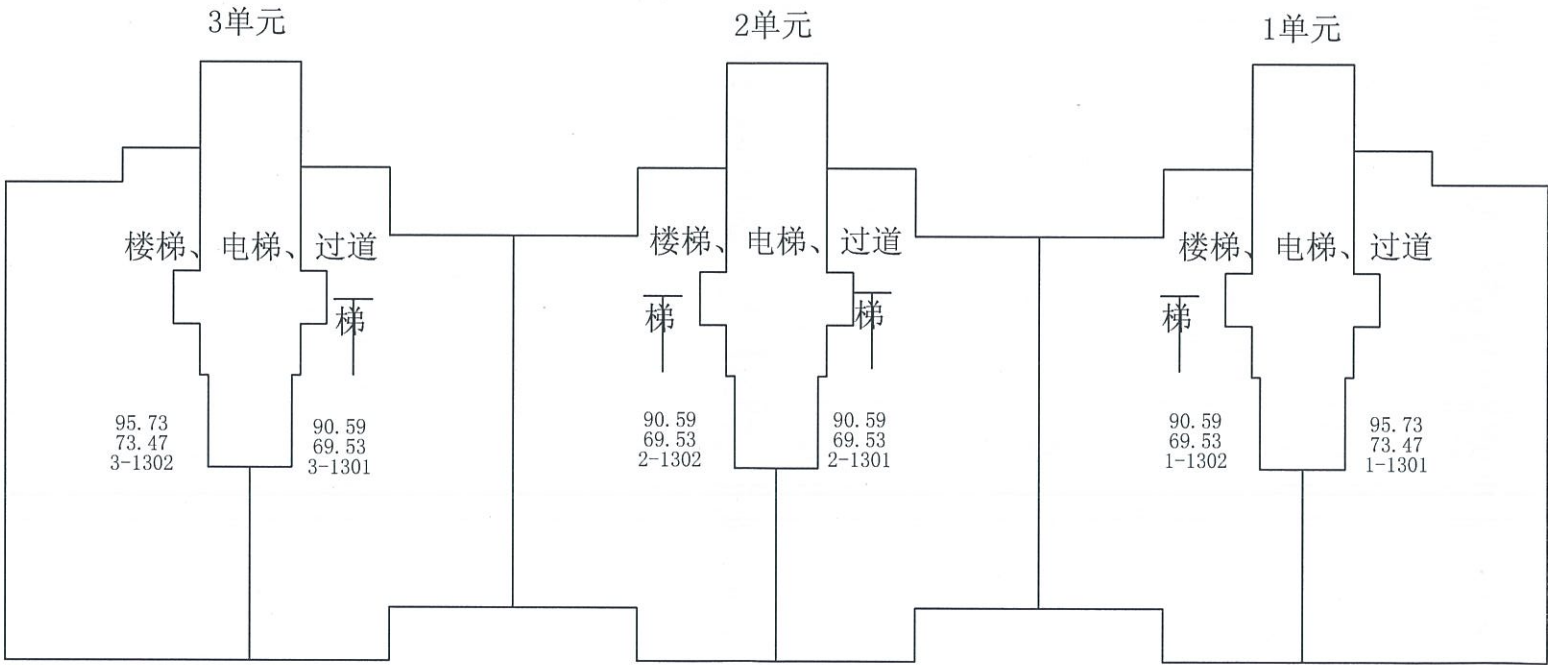 3单元
2单元
1单元
楼梯、电梯、过道
楼梯、电梯、过道
楼梯、电梯、过道
梯
梯
梯
梯
95.73
73.47
3-1302
90.59
69.53
3-1301
90.59
69.53
2-1302
90.59
69.53
2-1301
90.59
69.53
1-1302
95.73
73.47
1-1301